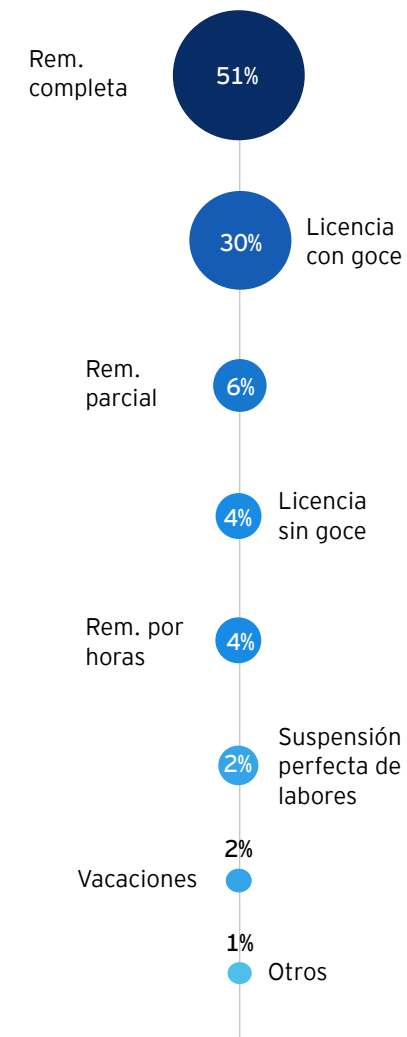 Rem.
completa
51%
30%
Licencia
con goce
Rem.
parcial
6%
4%
Licencia
sin goce
Rem. por
horas
4%
2%
Suspensión
perfecta de
labores
2%
Vacaciones
1%
Otros